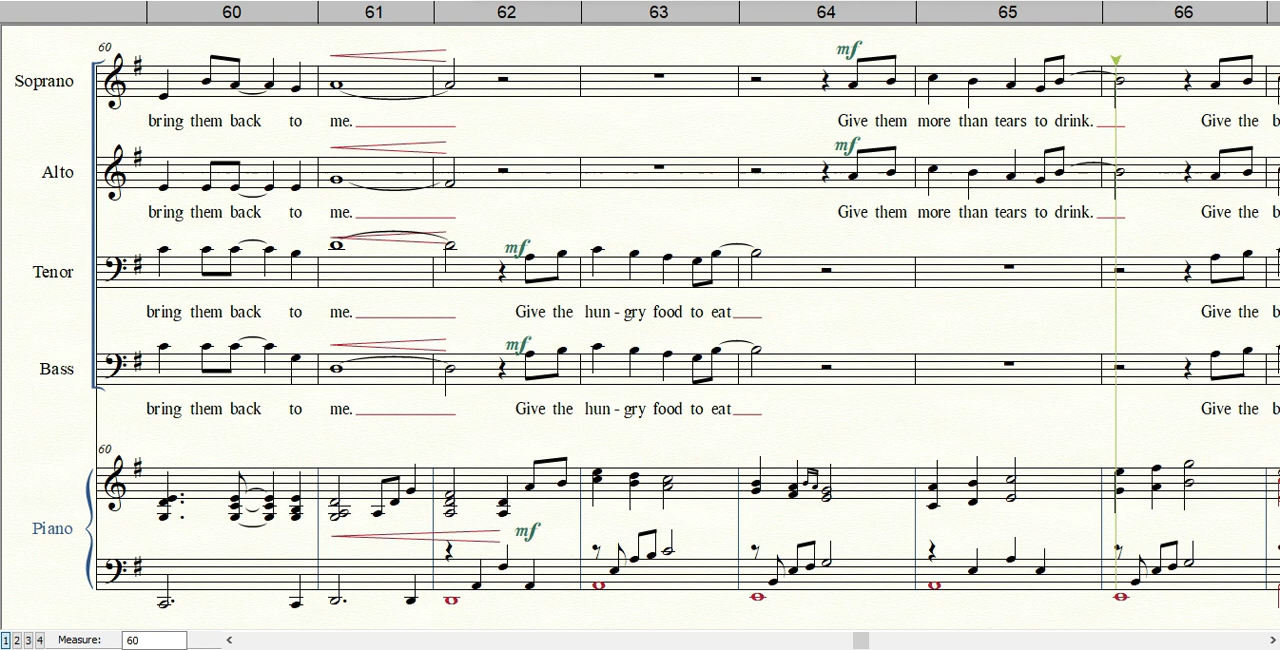 60 61 62 63 64 65 66
60
mf
Soprano
bring them back to me. Give them more than tears to drink. Give the b
mf
Alto
bring them back to me. Give them more than tears to drink. Give the b
mf
Tenor
bring them back to me. Give the hun - gry food to eat Give the b
mf
Bass
bring them back to me. Give the hun - gry food to eat Give the b
60
Piano
mf
1 2 3 4 Measure: 60